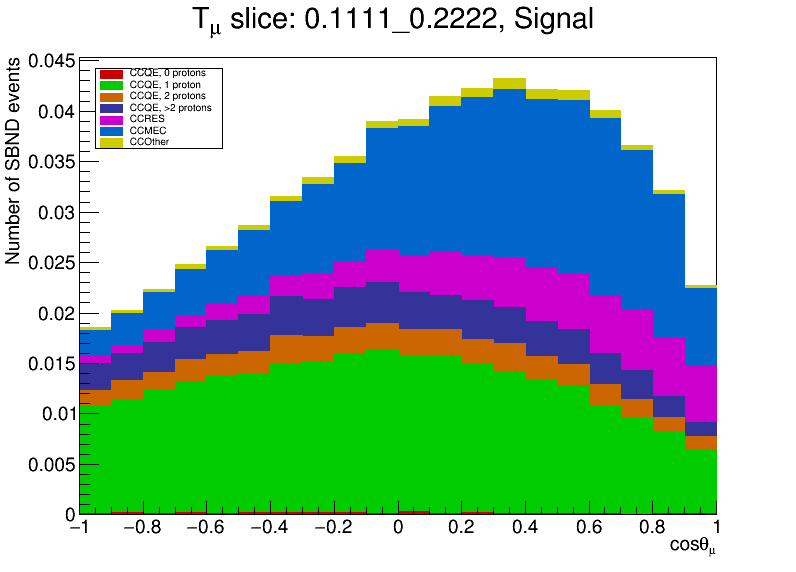 Tμ slice: 0.1111_0.2222, Signal
Number of SBND events
0.045
0.04
0.035
0.03
0.025
0.02
0.015
0.01
0.005
0
CCQE, 0 protons
CCQE, 1 proton
CCQE, 2 protons
CCQE, >2 protons
CCRES
CCMEC
CCOther
−1 −0.8 −0.6 −0.4 −0.2 0 0.2 0.4 0.6 0.8 1
cosθμ